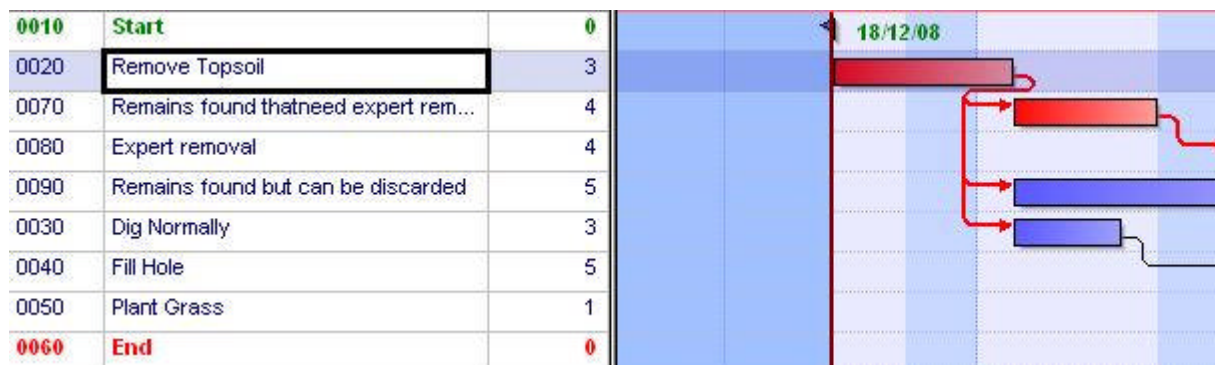 0010 Start 0 18/12/08
0020 Remove Topsoil 3
0070 Remains found thatneed expert rem... 4
0080 Expert removal 4
0090 Remains found but can be discarded 5
0030 Dig Normally 3
0040 Fill Hole 5
0050 Plant Grass 1
0060 End 0